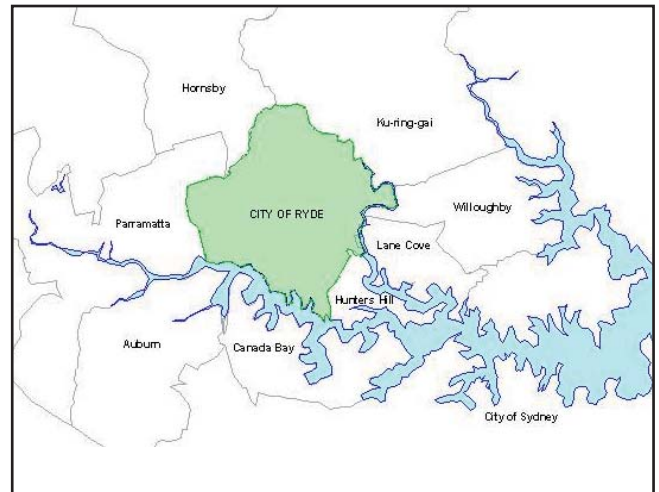 Hornsby
Ku-ring-gai
CITY OF RYDE
Willoughby
Parramatta
Lane Cove
Hunters Hill
Auburn
Canada Bay
City of Sydney